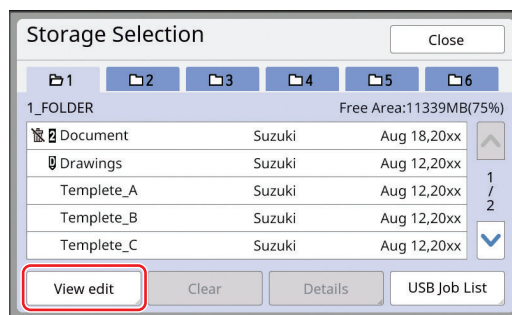 Storage Selection Close
1 2 3 4 5 6
1_FOLDER Free Area:11339MB(75%)
2 Document Suzuki Aug 18,20xx
Drawings Suzuki Aug 12,20xx
Templete_A Suzuki Aug 12,20xx
1 / 2
Templete_B Suzuki Aug 12,20xx
Templete_C Suzuki Aug 12,20xx
View edit Clear Details USB Job List